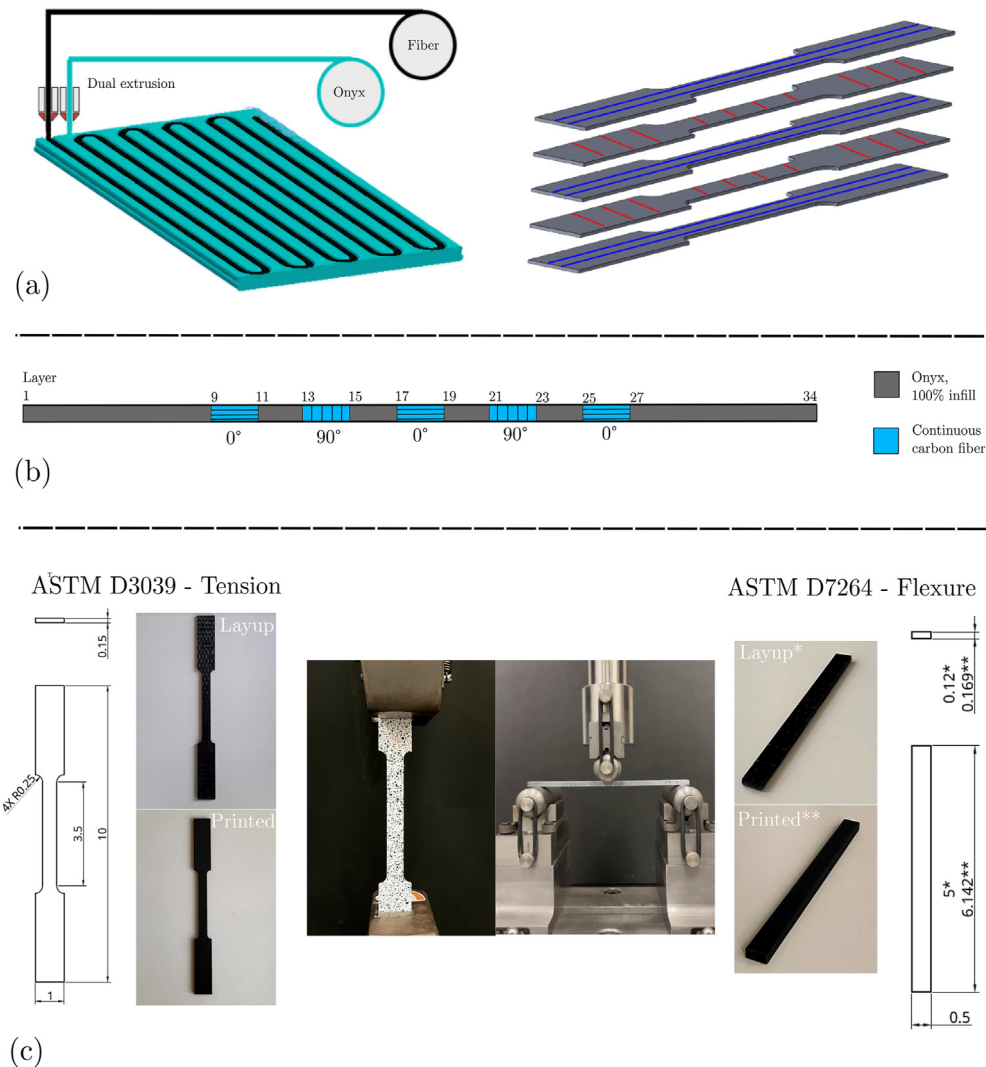 Fiber
Dual extrusion
Onyx
(a)
Layer
1
9
11
13
15
17
19
21
23
25
27
34
0°
90°
0°
90°
0°
Onyx,
100% infill
Continuous
carbon fiber
(b)
ASTM D3039 - Tension
ASTM D7264 - Flexure
0.15
Layup
4X R0.25
3.5
10
1
Printed
Layup*
Printed**
0.12*
0.169**
5*
6.142**
0.5
(c)